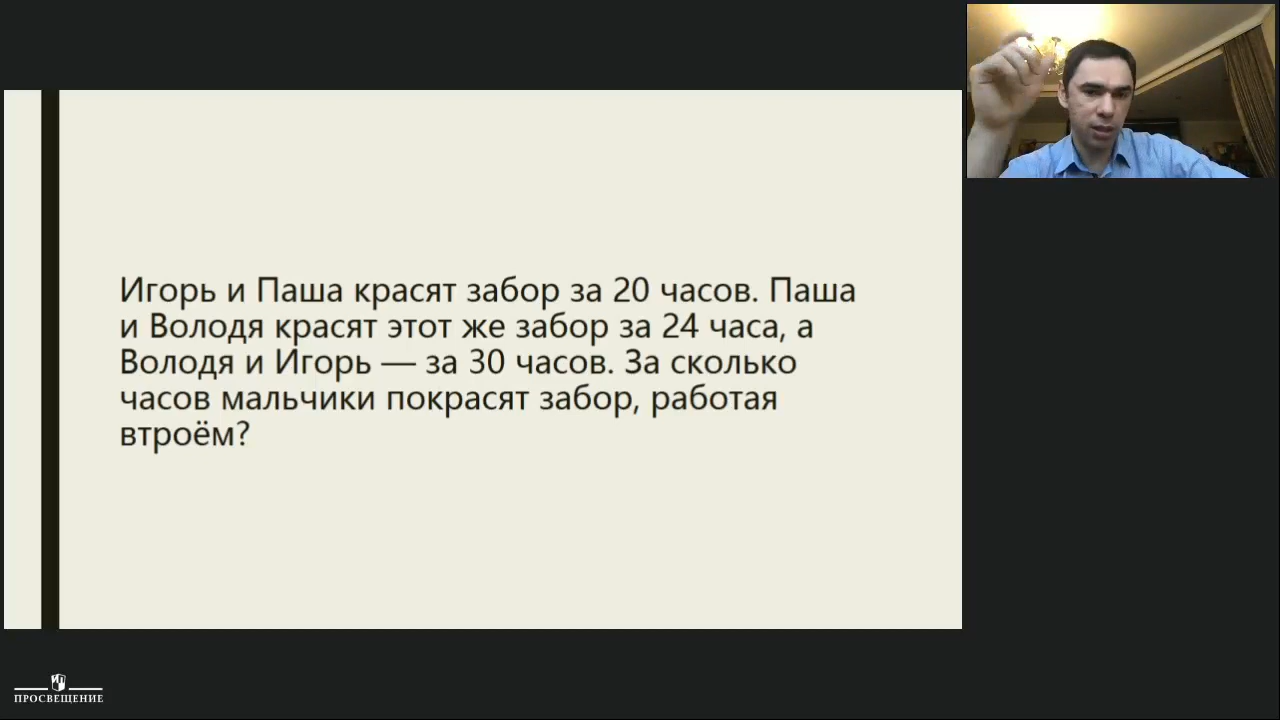 Игорь и Паша красят забор за 20 часов. Паша
и Володя красят этот же забор за 24 часа, а
Володя и Игорь — за 30 часов. За сколько
часов мальчики покрасят забор, работая
втроём?
ПРОСВЕЩЕНИЕ